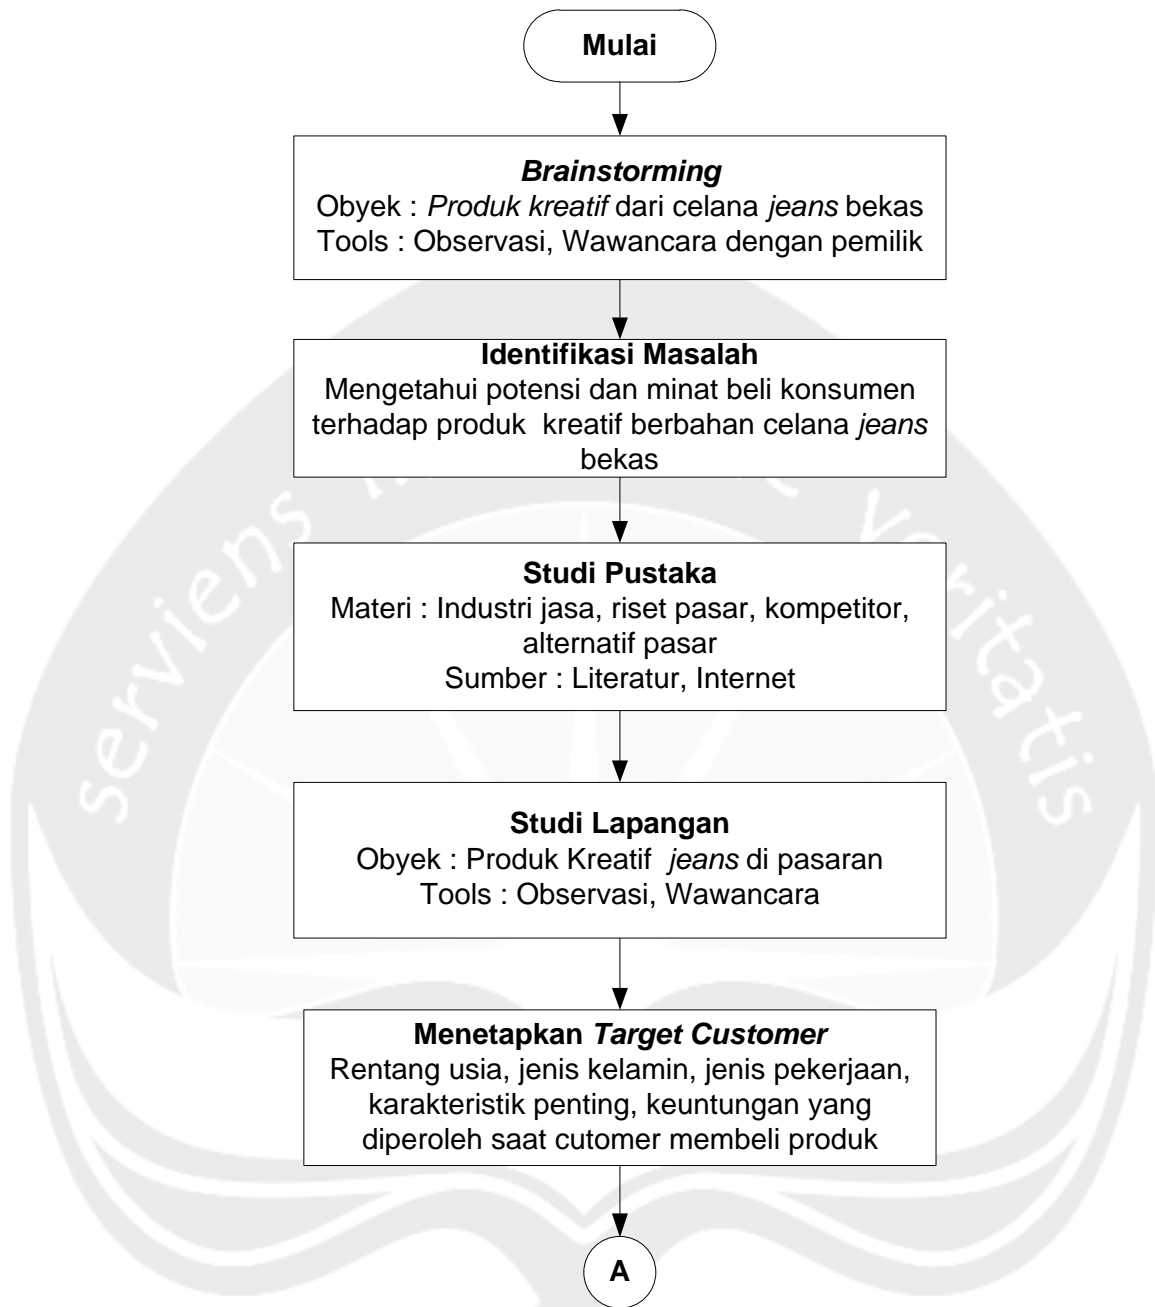 Mulai
Brainstorming
Obyek : Produk kreatif dari celana jeans bekas
Tools : Observasi, Wawancara dengan pemilik
Identifikasi Masalah
Mengetahui potensi dan minat beli konsumen
terhadap produk  kreatif berbahan celana jeans
bekas
Studi Pustaka
Materi : Industri jasa, riset pasar, kompetitor,
alternatif pasar
Sumber : Literatur, Internet
Studi Lapangan
Obyek : Produk Kreatif  jeans di pasaran
Tools : Observasi, Wawancara
Menetapkan Target Customer
Rentang usia, jenis kelamin, jenis pekerjaan,
karakteristik penting, keuntungan yang
diperoleh saat cutomer membeli produk
A
serviens
veritatis